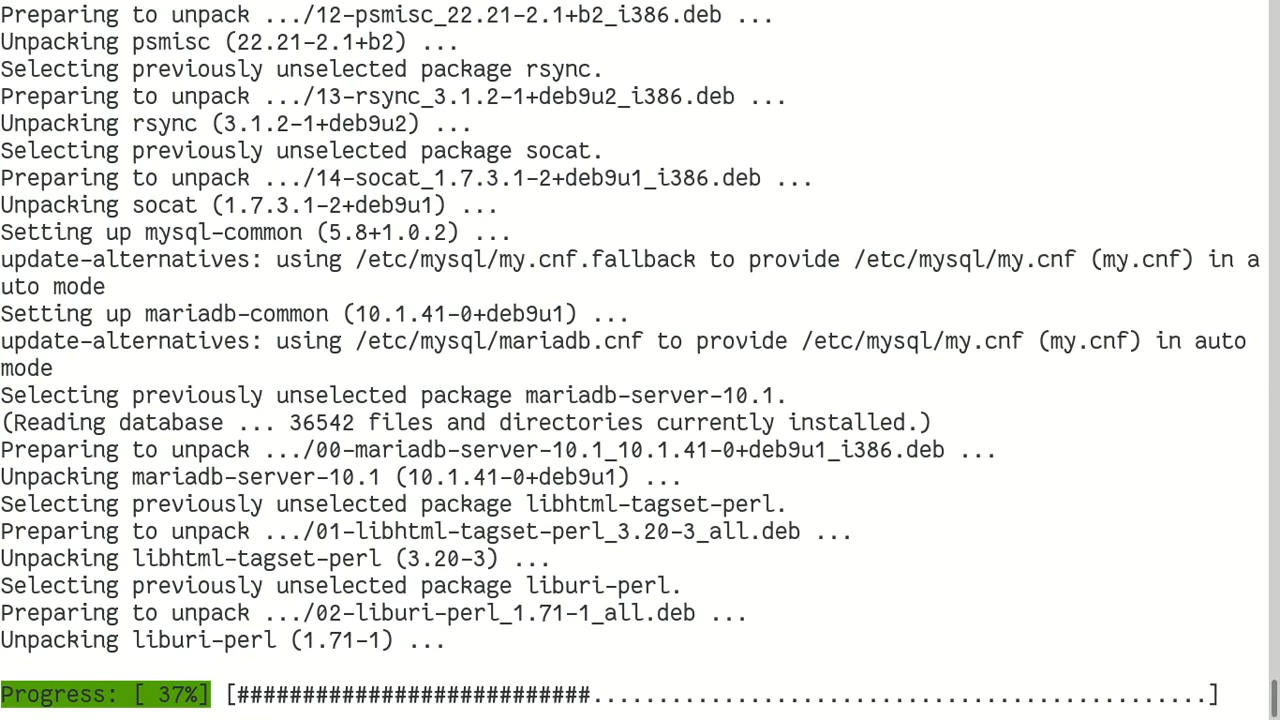 Preparing to unpack .../12-psmisc_22.21-2.1+b2_i386.deb ...
Unpacking psmisc (22.21-2.1+b2) ...
Selecting previously unselected package rsync.
Preparing to unpack .../13-rsync_3.1.2-1+deb9u2_i386.deb ...
Unpacking rsync (3.1.2-1+deb9u2) ...
Selecting previously unselected package socat.
Preparing to unpack .../14-socat_1.7.3.1-2+deb9u1_i386.deb ...
Unpacking socat (1.7.3.1-2+deb9u1) ...
Setting up mysql-common (5.8+1.0.2) ...
update-alternatives: using /etc/mysql/my.cnf.fallback to provide /etc/mysql/my.cnf (my.cnf) in a
uto mode
Setting up mariadb-common (10.1.41-0+deb9u1) ...
update-alternatives: using /etc/mysql/mariadb.cnf to provide /etc/mysql/my.cnf (my.cnf) in auto
mode
Selecting previously unselected package mariadb-server-10.1.
(Reading database ... 36542 files and directories currently installed.)
Preparing to unpack .../00-mariadb-server-10.1_10.1.41-0+deb9u1_i386.deb ...
Unpacking mariadb-server-10.1 (10.1.41-0+deb9u1) ...
Selecting previously unselected package libhtml-tagset-perl.
Preparing to unpack .../01-libhtml-tagset-perl_3.20-3_all.deb ...
Unpacking libhtml-tagset-perl (3.20-3) ...
Selecting previously unselected package liburi-perl.
Preparing to unpack .../02-liburi-perl_1.71-1_all.deb ...
Unpacking liburi-perl (1.71-1) ...
Progress: [ 37%] [###########################...............................................]